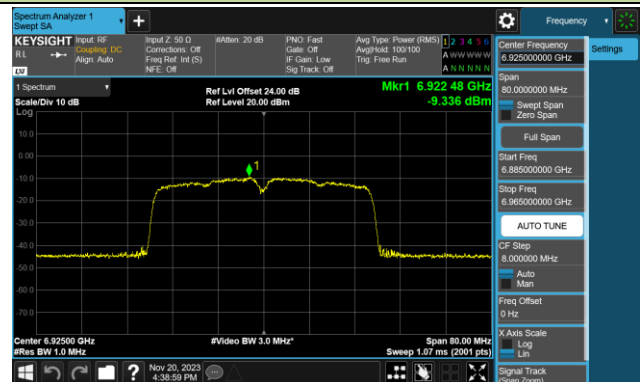 Spectrum Analyzer 1
Swept SA
+
Frequency
KEYSIGHT
RL
LXI
Input: RF
Coupling: DC
Align: Auto
Input Z: 50 Ω
Corrections: Off
Freq Ref: Int (S)
NFE: Off
#Atten: 20 dB
PNO: Fast
Gate: Off
IF Gain: Low
Sig Track: Off
Avg Type: Power (RMS)
Avg|Hold: 100/100
Trig: Free Run
1 2 3 4 5 6
A W W W W W
A N N N N N
1 Spectrum
Scale/Div 10 dB
Log
Ref Lvl Offset 24.00 dB
Ref Level 20.00 dBm
Mkr1 6.922 48 GHz
-9.336 dBm
10.0
0.00
-10.0
-20.0
-30.0
-40.0
-50.0
-60.0
-70.0
1
Center 6.92500 GHz
#Res BW 1.0 MHz
#Video BW 3.0 MHz*
Span 80.00 MHz
Sweep 1.07 ms (2001 pts)
?
Nov 20, 2023
4:38:59 PM
Center Frequency
6.925000000 GHz
Span
80.0000000 MHz
Swept Span
Zero Span
Full Span
Start Freq
6.885000000 GHz
Stop Freq
6.965000000 GHz
AUTO TUNE
CF Step
8.000000 MHz
Auto
Man
Freq Offset
0 Hz
X Axis Scale
Log
Lin
Signal Track
(Span Zoom)
Settings